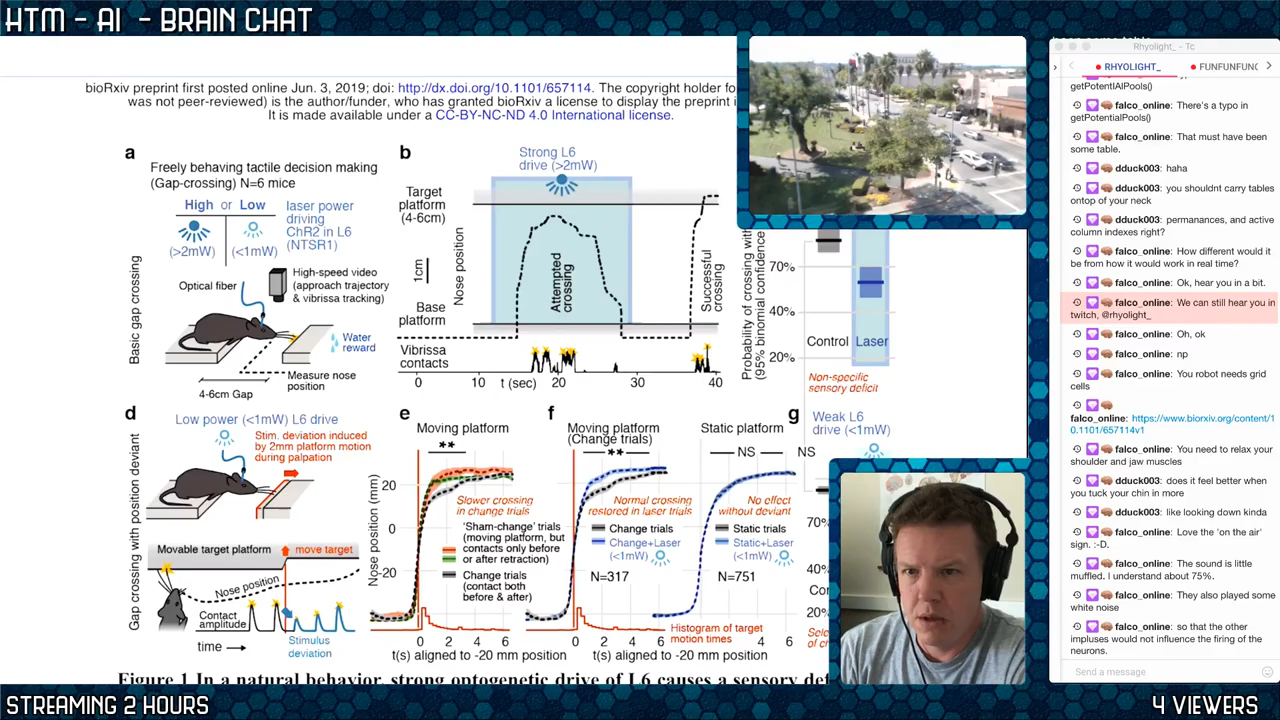 HTM - AI - BRAIN CHAT
bioRxiv preprint first posted online Jun. 3, 2019; doi: http://dx.doi.org/10.1101/657114. The copyright holder for
was not peer-reviewed) is the author/funder, who has granted bioRxiv a license to display the preprint i
It is made available under a CC-BY-NC-ND 4.0 International license.
a
Freely behaving tactile decision making
(Gap-crossing) N=6 mice
High or Low
(>2mW)
(<1mW)
laser power
driving
ChR2 in L6
(NTSR1)
Basic gap crossing
Optical fiber
High-speed video
(approach trajectory
& vibrissa tracking)
Water
reward
Measure nose
position
4-6cm Gap
b
Strong L6
drive (>2mW)
Target
platform
(4-6cm)
1cm
Nose position
Attempted
crossing
Successful
crossing
Base
platform
Vibrissa
contacts
0 10 20 30 40
t (sec)
Probability of crossing with
(95% binomial confidence
70%
40%
20%
Control Laser
Non-specific
sensory deficit
d
Low power (<1mW) L6 drive
Stim. deviation induced
by 2mm platform motion
during palpation
Gap crossing with position deviant
Movable target platform
move target
Nose position
Contact
amplitude
time
Stimulus
deviation
e
Moving platform
**
Nose position (mm)
20
0
-20
Slower crossing
in change trials
'Sham-change' trials
(moving platform, but
contacts only before
or after retraction)
Change trials
(contact both
before & after)
0 2 4 6
t(s) aligned to -20 mm position
f
Moving platform
(Change trials)
**
Normal crossing
restored in laser trials
Change trials
Change+Laser
(<1mW)
N=317
0 2 4 6
Static platform
NS
No effect
without deviant
Static trials
Static+Laser
(<1mW)
N=751
Histogram of target
motion times
4 6
t(s) aligned to -20 mm position
g
Weak L6
drive (<1mW)
NS
70%
40%
20%
Figure 1 In a natural behavior, strong optogenetic drive of L6 causes a sensory def
Rhyolight_ - Tc
RHYOLIGHT_
FUNFUNFUNC
getPotentIAlPools()
falco_online: There's a typo in
getPotentialPools()
falco_online: That must have been
some table.
dduck003: haha
dduck003: you shouldnt carry tables
ontop of your neck
dduck003: permanances, and active
column indexes right?
falco_online: How different would it
be from how it would work in real time?
falco_online: Ok, hear you in a bit.
falco_online: We can still hear you in
twitch, @rhyolight_
falco_online: Oh, ok
falco_online: np
falco_online: You robot needs grid
cells
falco_online: https://www.biorxiv.org/content/1
0.1101/657114v1
falco_online: You need to relax your
shoulder and jaw muscles
dduck003: does it feel better when
you tuck your chin in more
dduck003: like looking down kinda
falco_online: Love the 'on the air'
sign. :-D.
falco_online: The sound is little
muffled. I understand about 75%.
falco_online: They also played some
white noise
falco_online: so that the other
impluses would not influence the firing of the
neurons.
Send a message
STREAMING 2 HOURS
4 VIEWERS